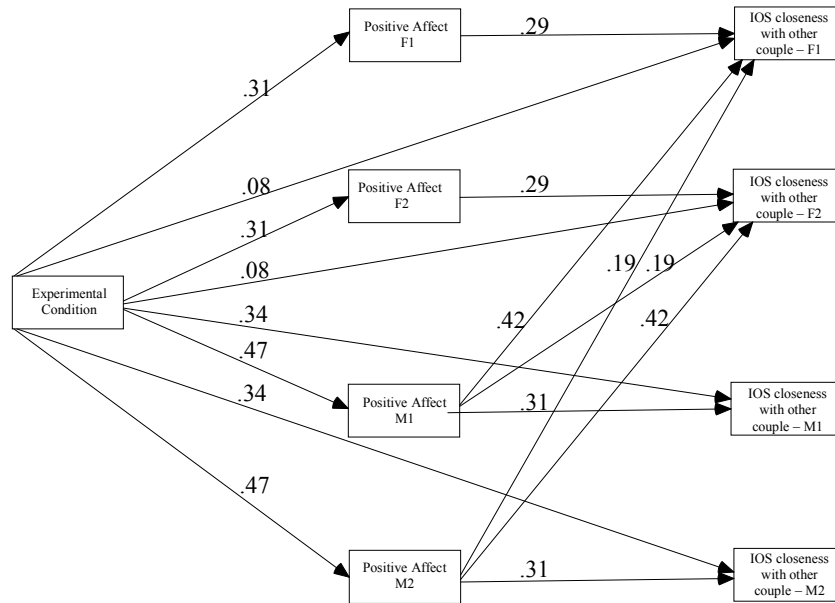 Positive Affect
F1
.29
IOS closeness
with other
couple – F1
.31
.08
Positive Affect
F2
.29
IOS closeness
with other
couple – F2
.31
.08
.19
.19
Experimental
Condition
.34
.42
.42
.47
.34
Positive Affect
M1
.31
IOS closeness
with other
couple – M1
.47
Positive Affect
M2
.31
IOS closeness
with other
couple – M2